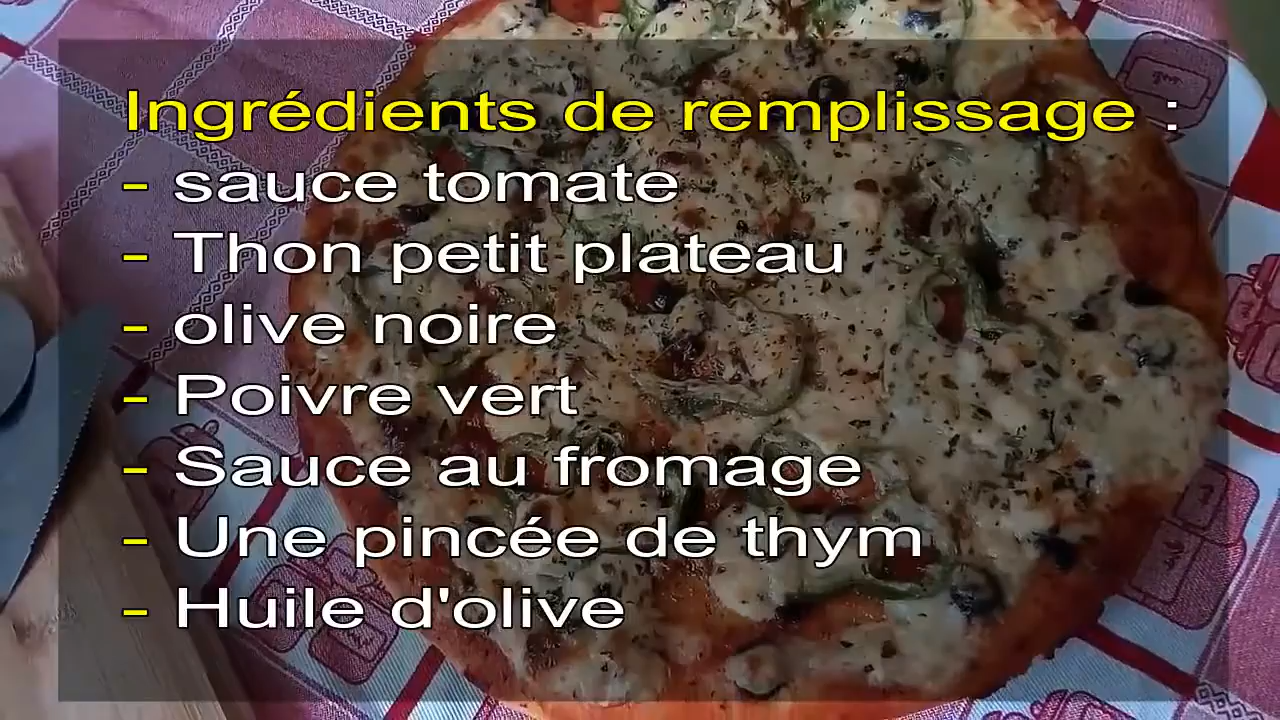 Ingrédients de remplissage :
- sauce tomate
- Thon petit plateau
- olive noire
- Poivre vert
- Sauce au fromage
- Une pincée de thym
- Huile d'olive